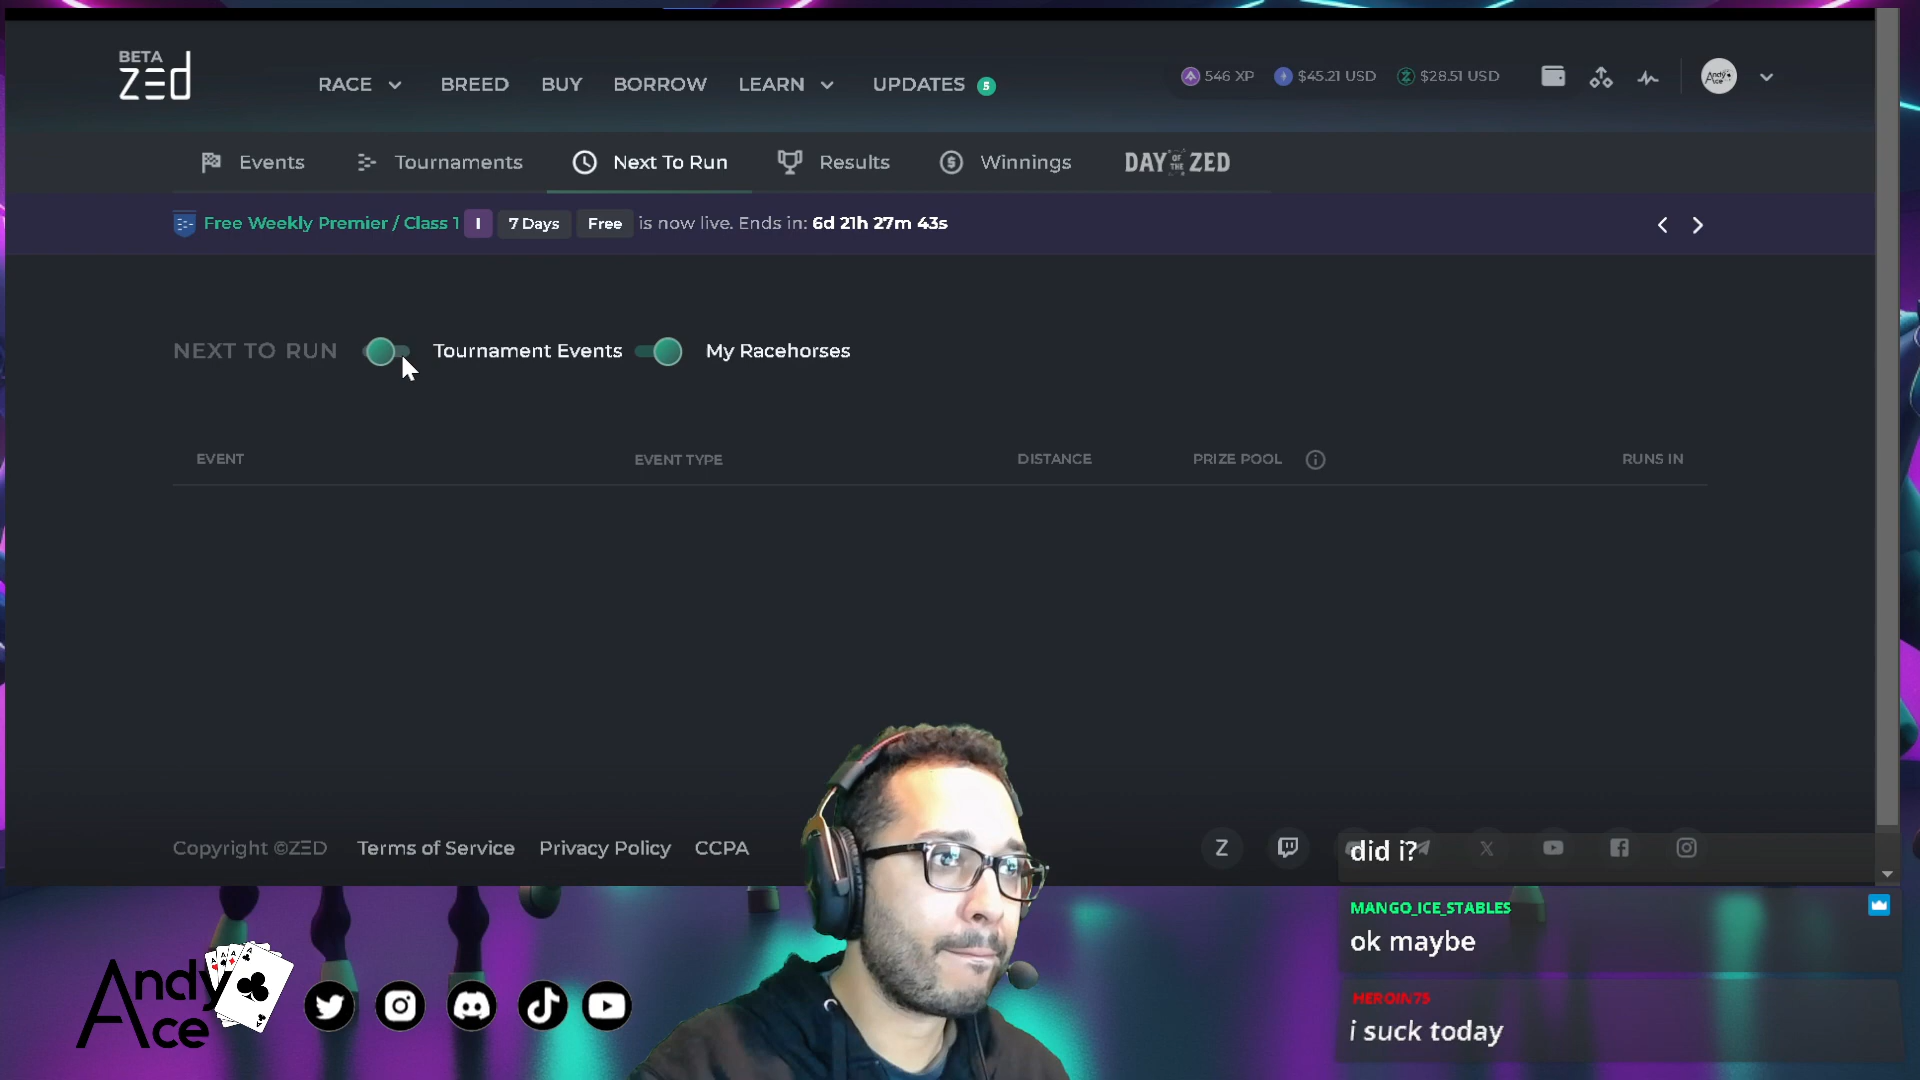 BETA
zed
RACE BREED BUY BORROW LEARN UPDATES 5
546 XP $45.21 USD $28.51 USD
Events Tournaments Next To Run Results Winnings DAY OF THE ZED
Free Weekly Premier / Class 1 I 7 Days Free is now live. Ends in: 6d 21h 27m 43s
NEXT TO RUN Tournament Events My Racehorses
EVENT EVENT TYPE DISTANCE PRIZE POOL RUNS IN
Copyright ©ZED Terms of Service Privacy Policy CCPA
did i?
MANGO_ICE_STABLES
ok maybe
HEROIN75
i suck today
Andy
Ace